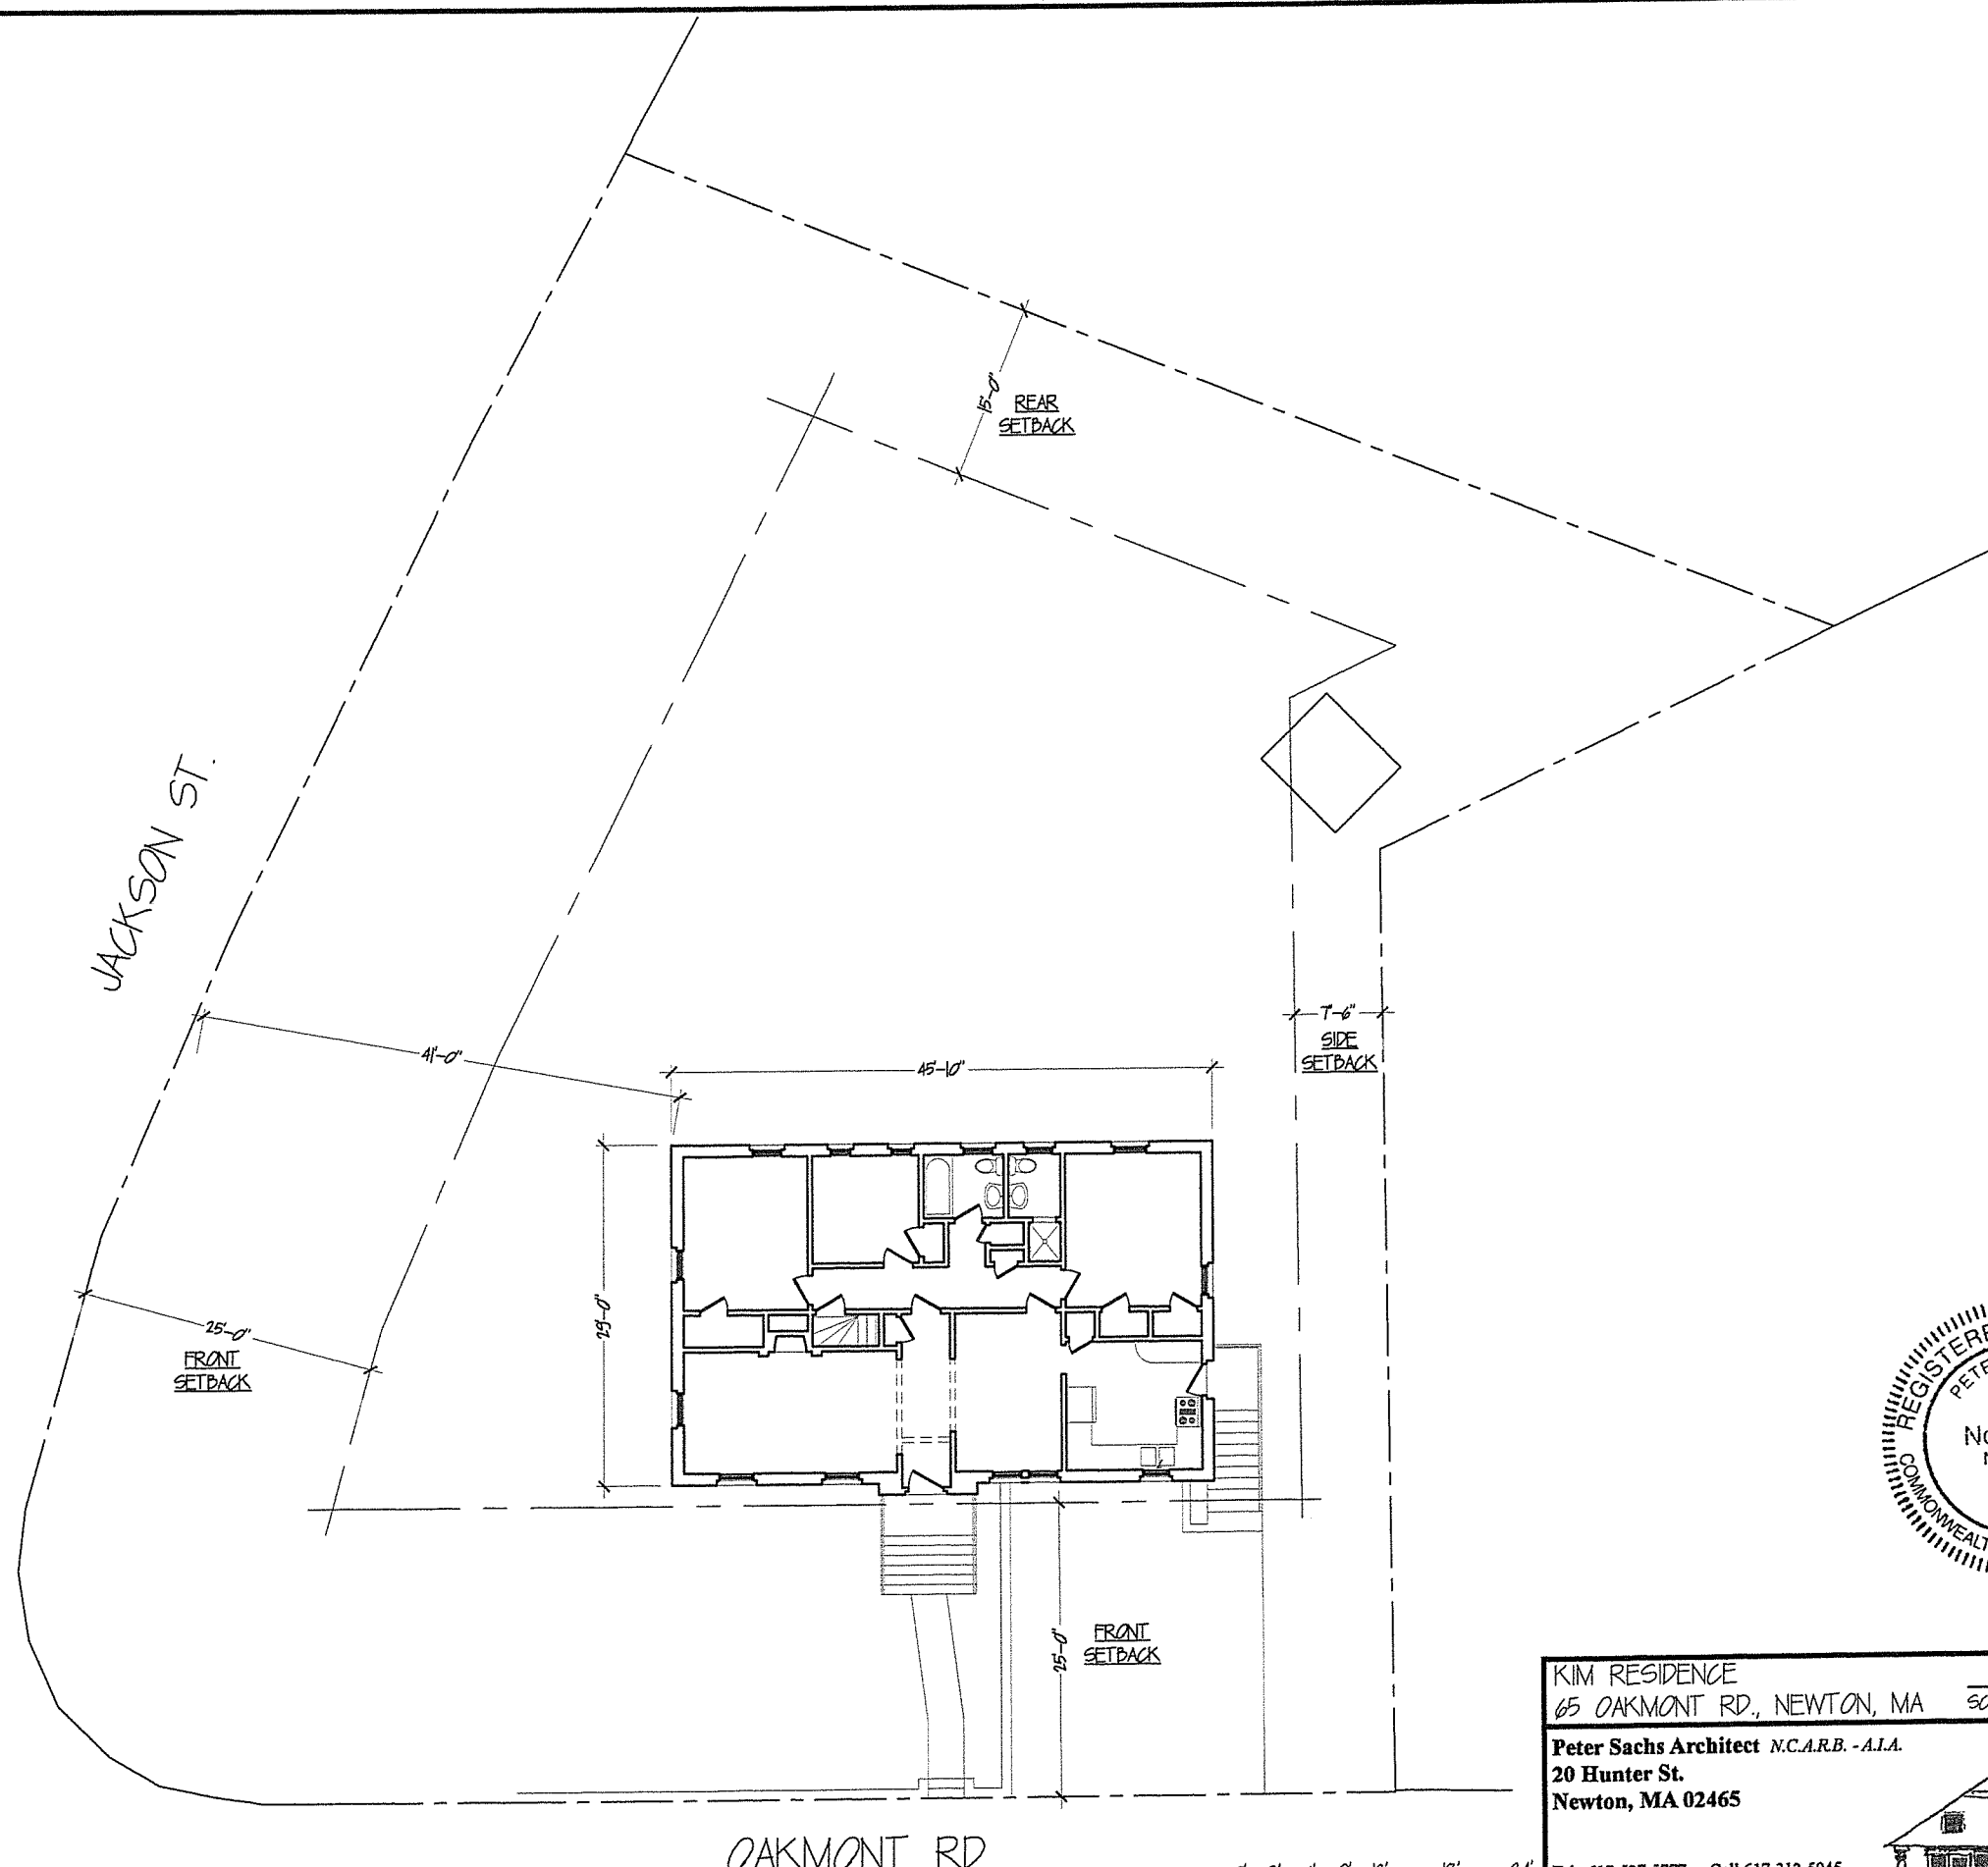 15'-0"
REAR
SETBACK
JACKSON ST.
7'-6"
SIDE
SETBACK
41'-0"
45'-10"
29'-0"
25'-0"
FRONT
SETBACK
25'-0"
FRONT
SETBACK
OAKMONT RD
KIM RESIDENCE
65 OAKMONT RD., NEWTON, MA
Peter Sachs Architect N.C.A.R.B. - A.I.A.
20 Hunter St.
Newton, MA 02465